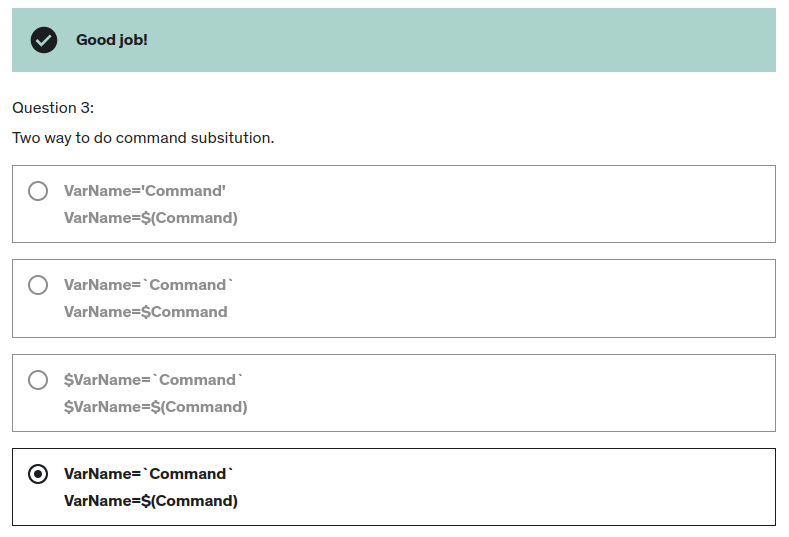 Good job!
Question 3:
Two way to do command subsitution.
VarName='Command'
VarName=$(Command)
VarName=`Command`
VarName=$Command
$VarName=`Command`
$VarName=$(Command)
VarName=`Command`
VarName=$(Command)